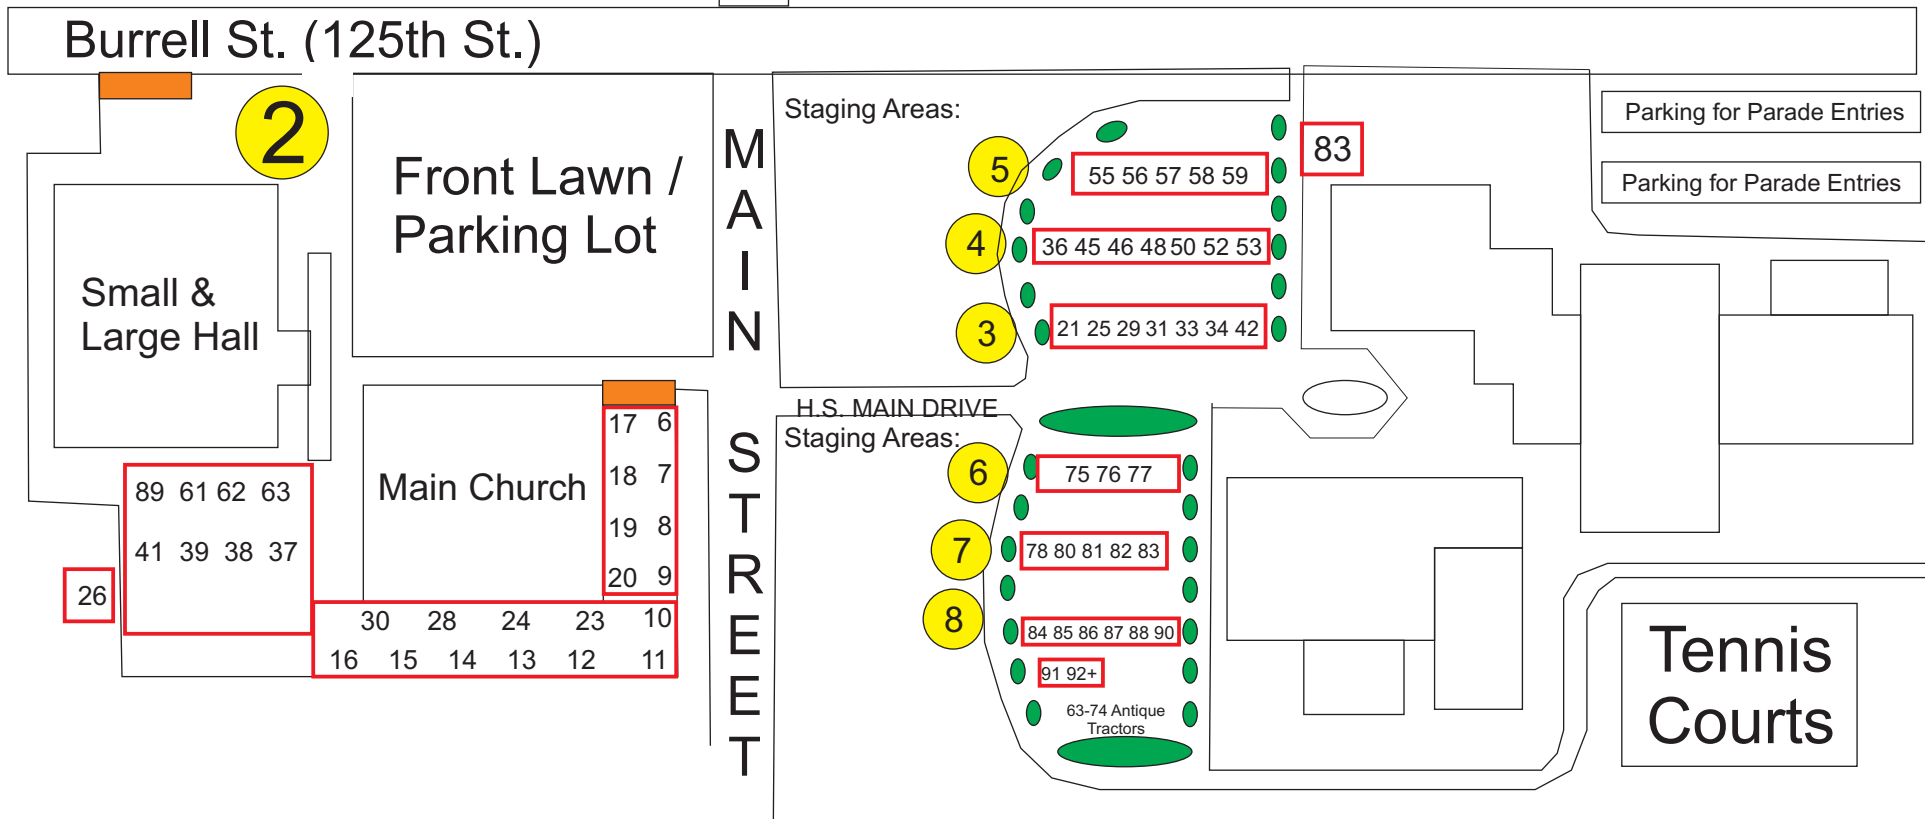 Burrell St. (125th St.)
2
Front Lawn /
Parking Lot
Small &
Large Hall
Main Church
17 6
18 7
19 8
20 9
89 61 62 63
41 39 38 37
26
30 28 24 23 10
16 15 14 13 12 11
MAIN STREET
Staging Areas:
5
55 56 57 58 59
83
4
36 45 46 48 50 52 53
3
21 25 29 31 33 34 42
H.S. MAIN DRIVE
Staging Areas:
6
75 76 77
7
78 80 81 82 83
8
84 85 86 87 88 90
91 92+
63-74 Antique
Tractors
Parking for Parade Entries
Parking for Parade Entries
Tennis
Courts